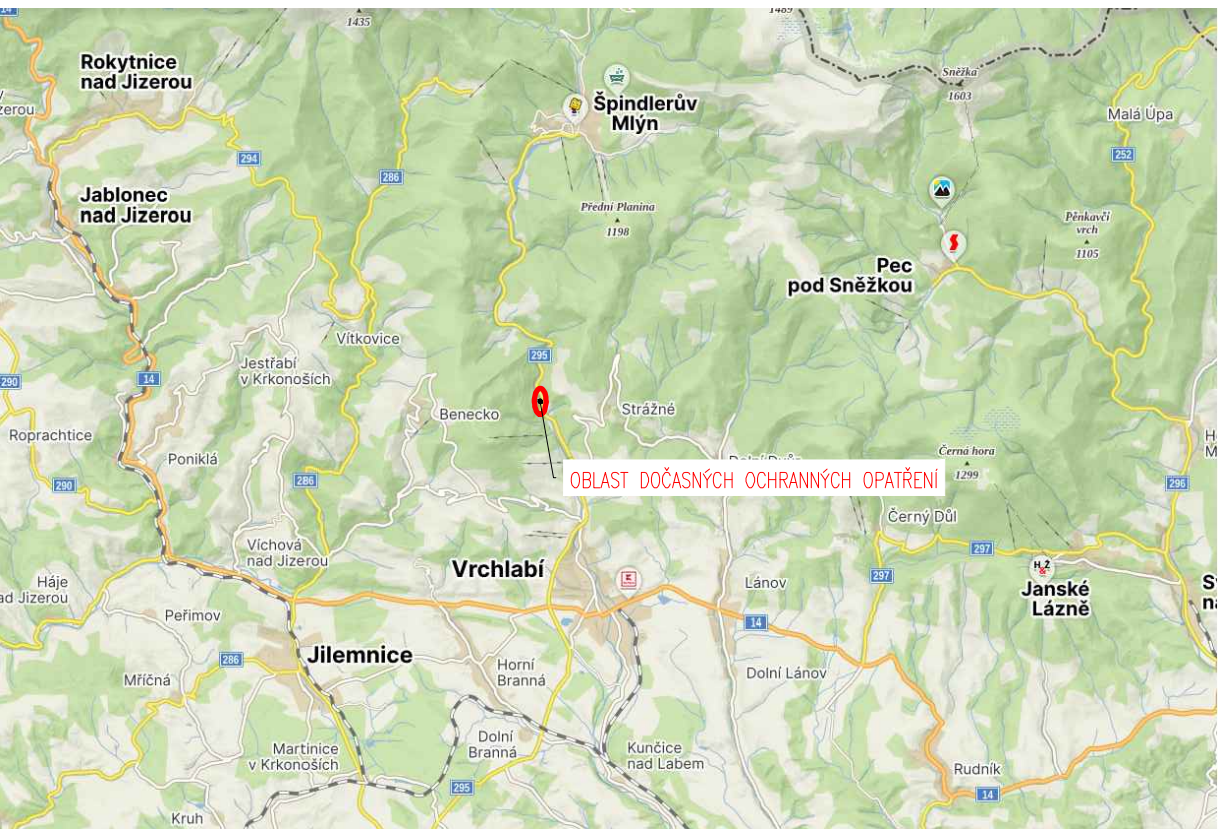 14
1435
1489
Rokytnice
nad Jizerou
Sněžka
1603
Špindlerův
Mlýn
Malá Úpa
zerou
294
252
286
Jablonec
nad Jizerou
Přední Planina
1198
Pěnkavčí
vrch
1105
Pec
pod Sněžkou
Vítkovice
295
Jestřabí
v Krkonoších
14
290
Benecko
Strážné
Roprachtice
Poniklá
Černá hora
1299
OBLAST DOČASNÝCH OCHRANNÝCH OPATŘENÍ
286
290
296
Černý Důl
Víchová
nad Jizerou
297
Vrchlabí
297
Háje
ad Jizerou
Lánov
Janské
Lázně
Peřimov
14
Jilemnice
286
Horní
Branná
Mříčná
Dolní Lánov
Dolní
Branná
Martinice
v Krkonoších
Kunčice
nad Labem
Rudník
295
14
Kruh